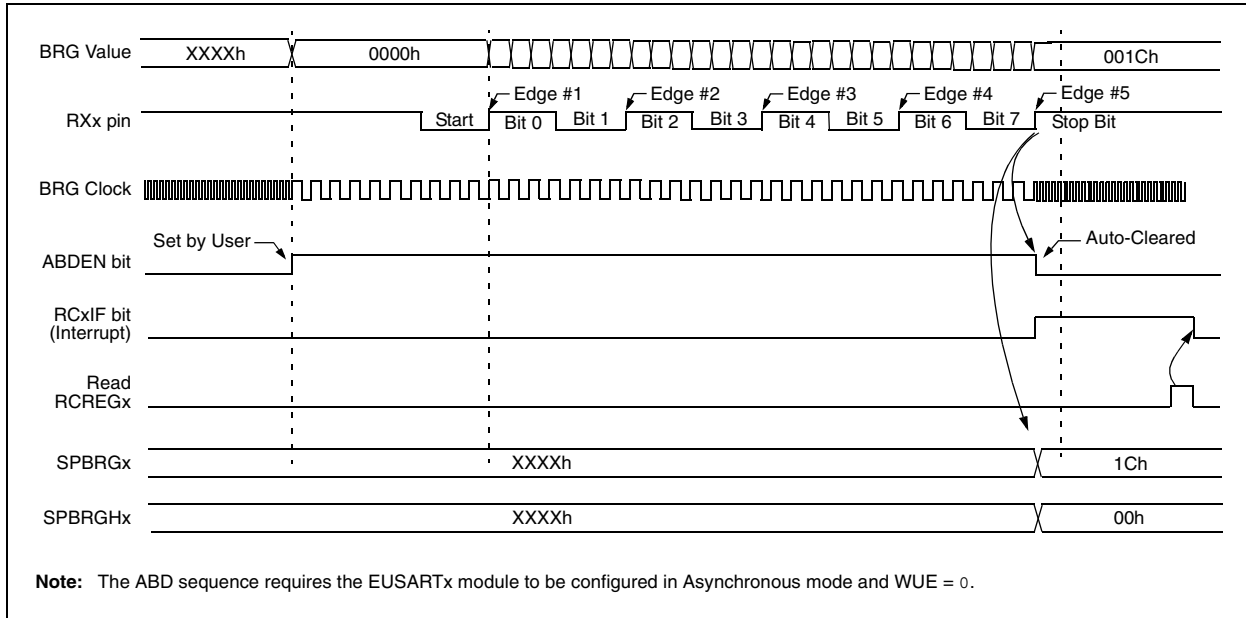 BRG Value XXXXh 0000h 001Ch
Edge #1 Edge #2 Edge #3 Edge #4 Edge #5
RXx pin Start Bit 0 Bit 1 Bit 2 Bit 3 Bit 4 Bit 5 Bit 6 Bit 7 Stop Bit
BRG Clock
Set by User Auto-Cleared
ABDEN bit
RCxIF bit
(Interrupt)
Read
RCREGx
SPBRGx XXXXh 1Ch
SPBRGHx XXXXh 00h
Note: The ABD sequence requires the EUSARTx module to be configured in Asynchronous mode and WUE = 0.